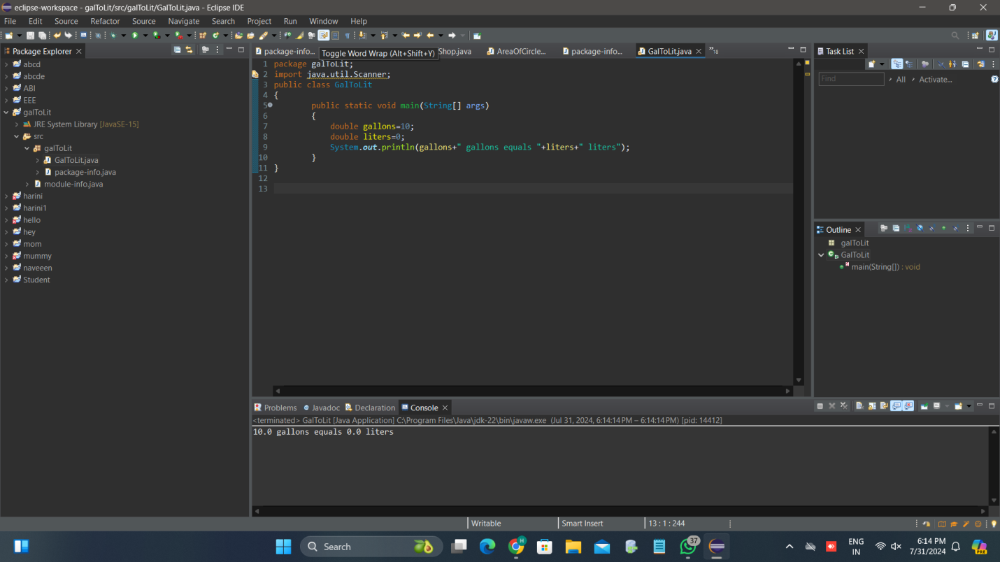 eclipse-workspace - galToLit/src/galToLit/GalToLit.java - Eclipse IDE
File Edit Source Refactor Source Navigate Search Project Run Window Help
Package Explorer
abcd
abcde
ABI
EEE
galToLit
JRE System Library [JavaSE-15]
src
galToLit
GalToLit.java
package-info.java
module-info.java
harini
harini1
hello
hey
mom
mummy
naveeen
Student
package-info... Shop.java AreaOfCircle... package-info... GalToLit.java 18
Toggle Word Wrap (Alt+Shift+Y)
1 package galToLit;
2 import java.util.Scanner;
3 public class GalToLit
4 {
5 public static void main(String[] args)
6 {
7 double gallons=10;
8 double liters=0;
9 System.out.println(gallons+" gallons equals "+liters+" liters");
10 }
11 }
12
13
Task List
Find All Activate...
Outline
galToLit
GalToLit
main(String[]) : void
Problems Javadoc Declaration Console
<terminated> GalToLit [Java Application] C:\Program Files\Java\jdk-22\bin\javaw.exe (Jul 31, 2024, 6:14:14 PM – 6:14:14 PM) [pid: 14412]
10.0 gallons equals 0.0 liters
Writable Smart Insert 13 : 1 : 244
Search
37
ENG
IN
6:14 PM
7/31/2024
PRE